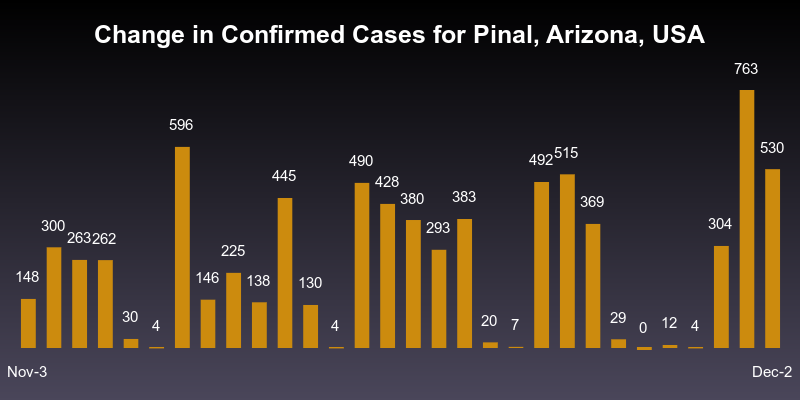 Change in Confirmed Cases for Pinal, Arizona, USA
148 300 263 262 30 4 596 146 225 138 445 130 4 490 428 380 293 383 20 7 492 515 369 29 0 12 4 304 763 530
Nov-3 Dec-2